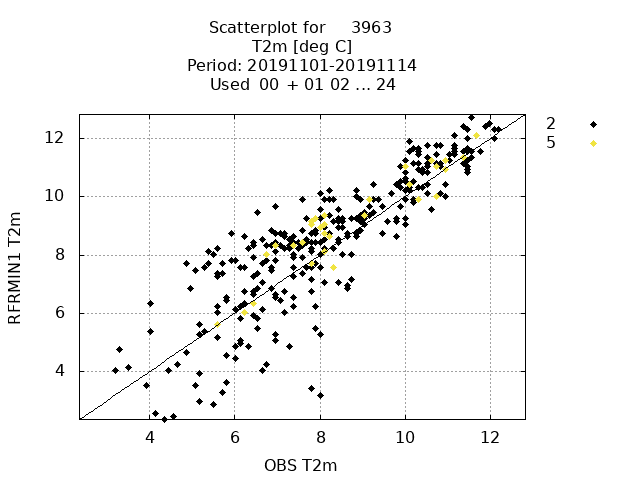 Scatterplot for 3963
T2m [deg C]
Period: 20191101-20191114
Used 00 + 01 02 ... 24
2
5
12
10
8
6
4
RFRMIN1 T2m
4 6 8 10 12
OBS T2m